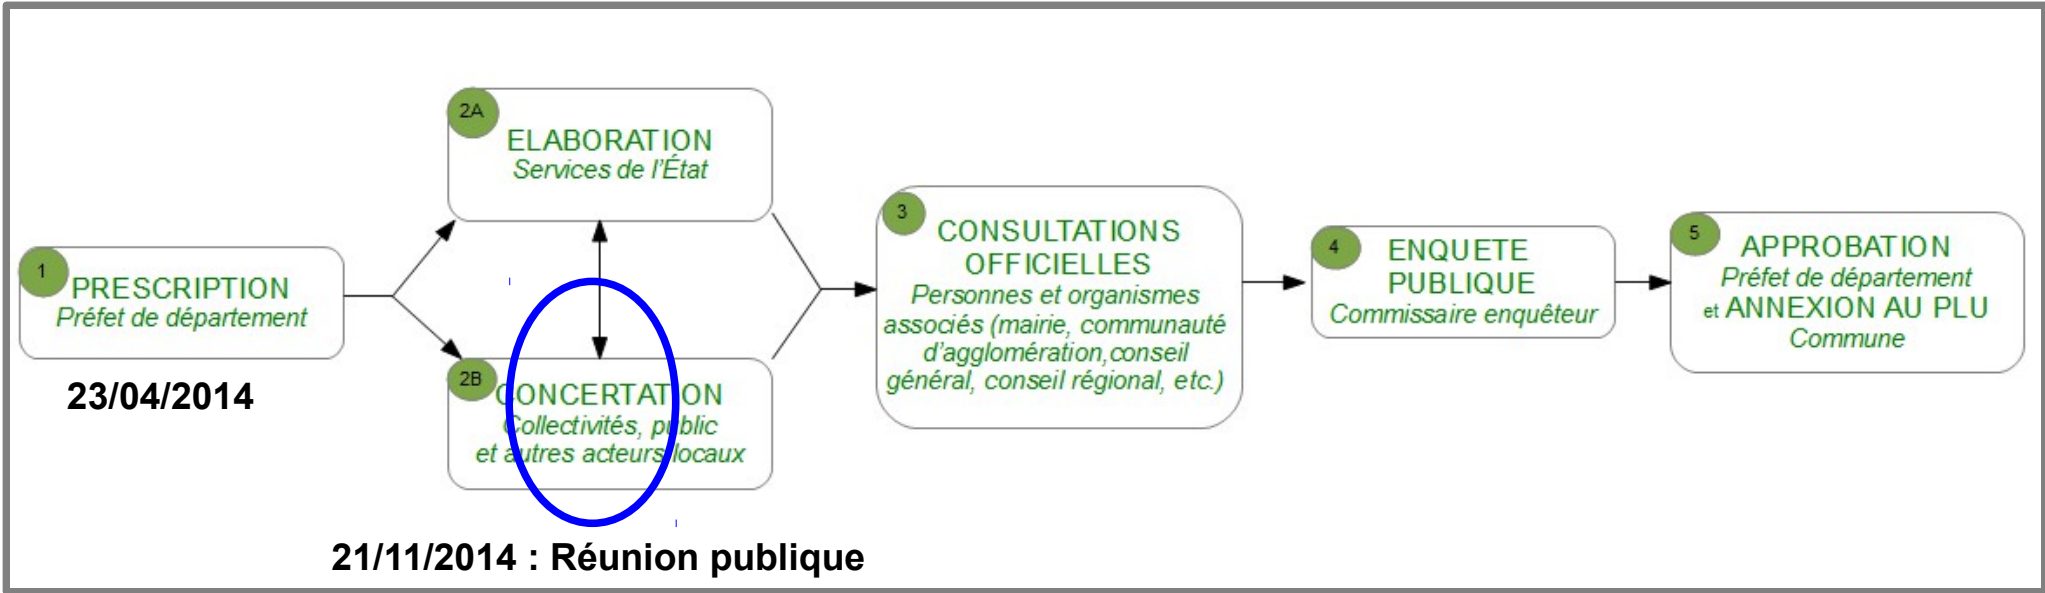 1
PRESCRIPTION
Préfet de département
23/04/2014
2A
ELABORATION
Services de l'État
2B
CONCERTATION
Collectivités, public
et autres acteurs locaux
21/11/2014 : Réunion publique
3
CONSULTATIONS
OFFICIELLES
Personnes et organismes
associés (mairie, communauté
d'agglomération,conseil
général, conseil régional, etc.)
4
ENQUETE
PUBLIQUE
Commissaire enquêteur
5
APPROBATION
Préfet de département
et ANNEXION AU PLU
Commune